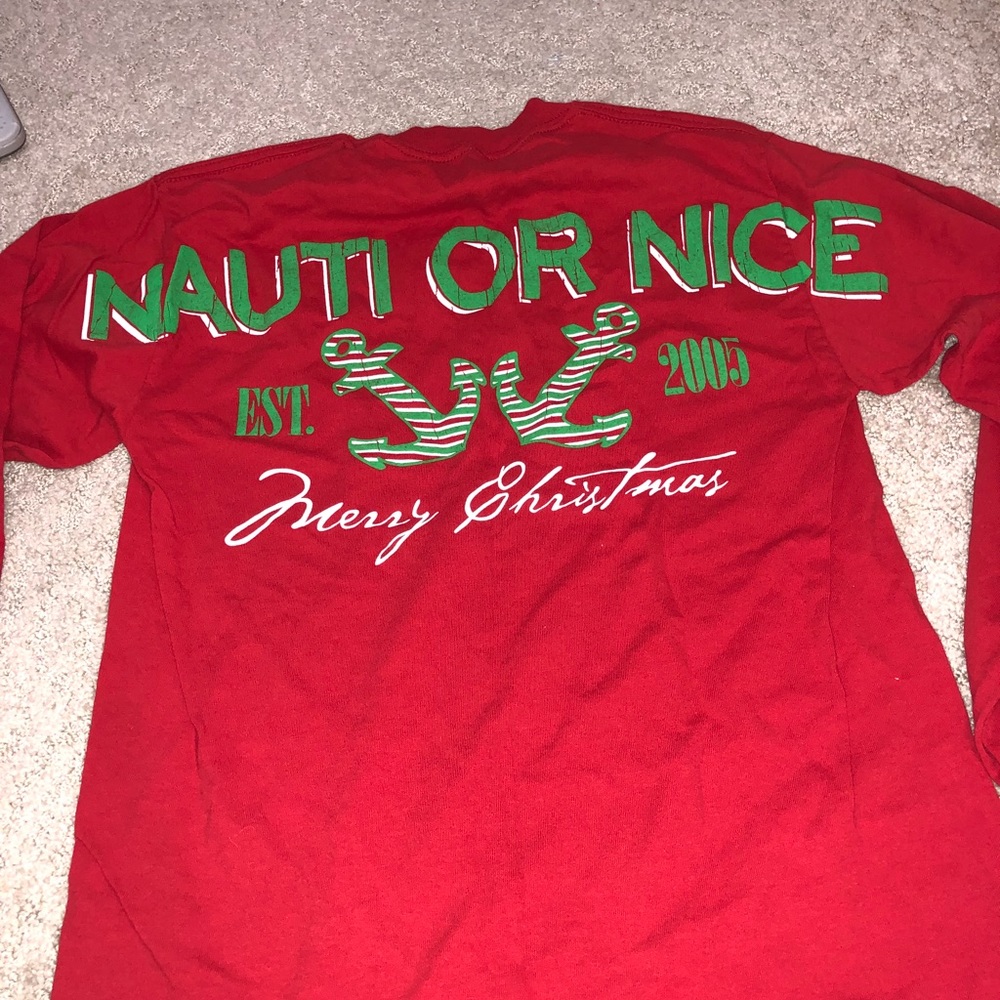 NAUTI OR NICE
EST. 2005
Merry Christmas